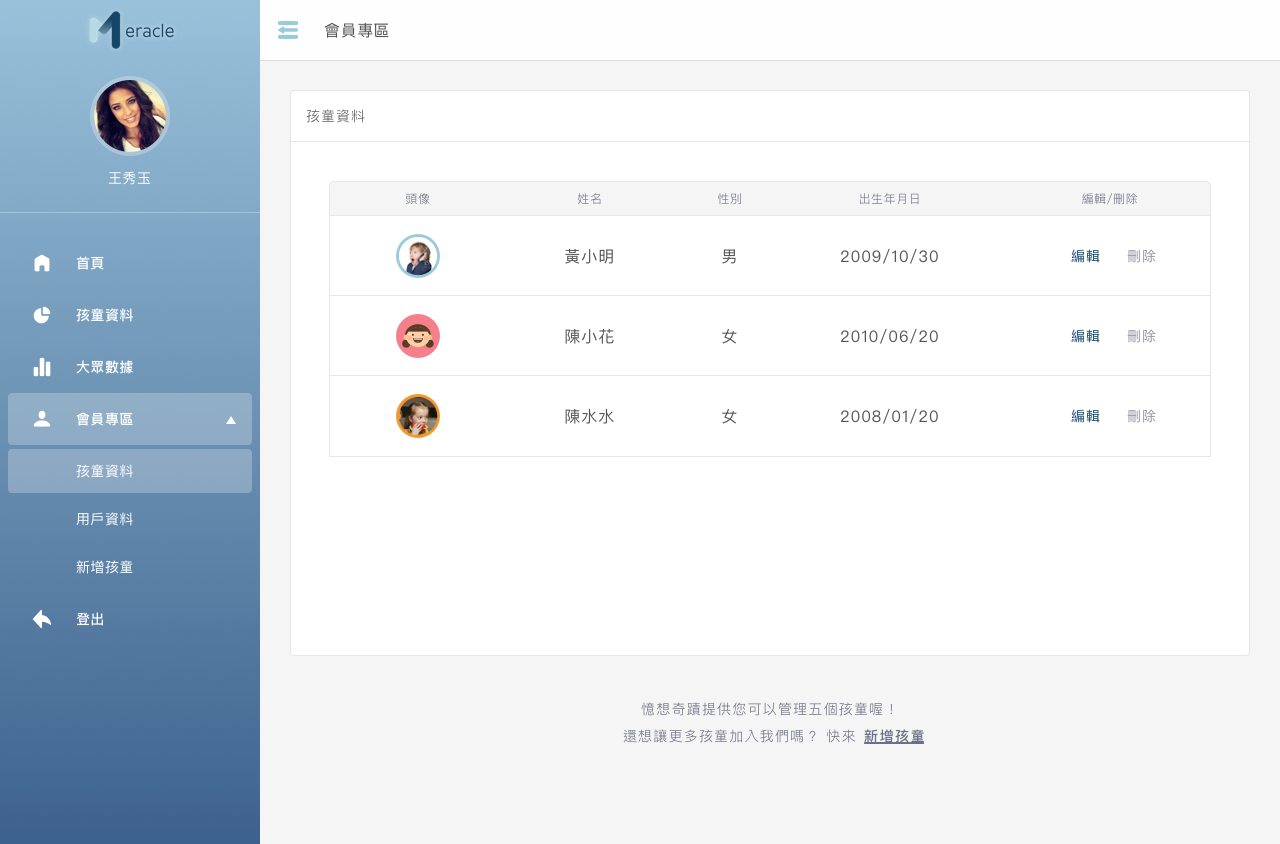 Meracle
王秀玉
首頁
孩童資料
大眾數據
會員專區
孩童資料
用戶資料
新增孩童
登出
會員專區
孩童資料
頭像 姓名 性別 出生年月日 編輯/刪除
黃小明 男 2009/10/30 編輯 刪除
陳小花 女 2010/06/20 編輯 刪除
陳水水 女 2008/01/20 編輯 刪除
憶想奇蹟提供您可以管理五個孩童喔！
還想讓更多孩童加入我們嗎？ 快來 新增孩童